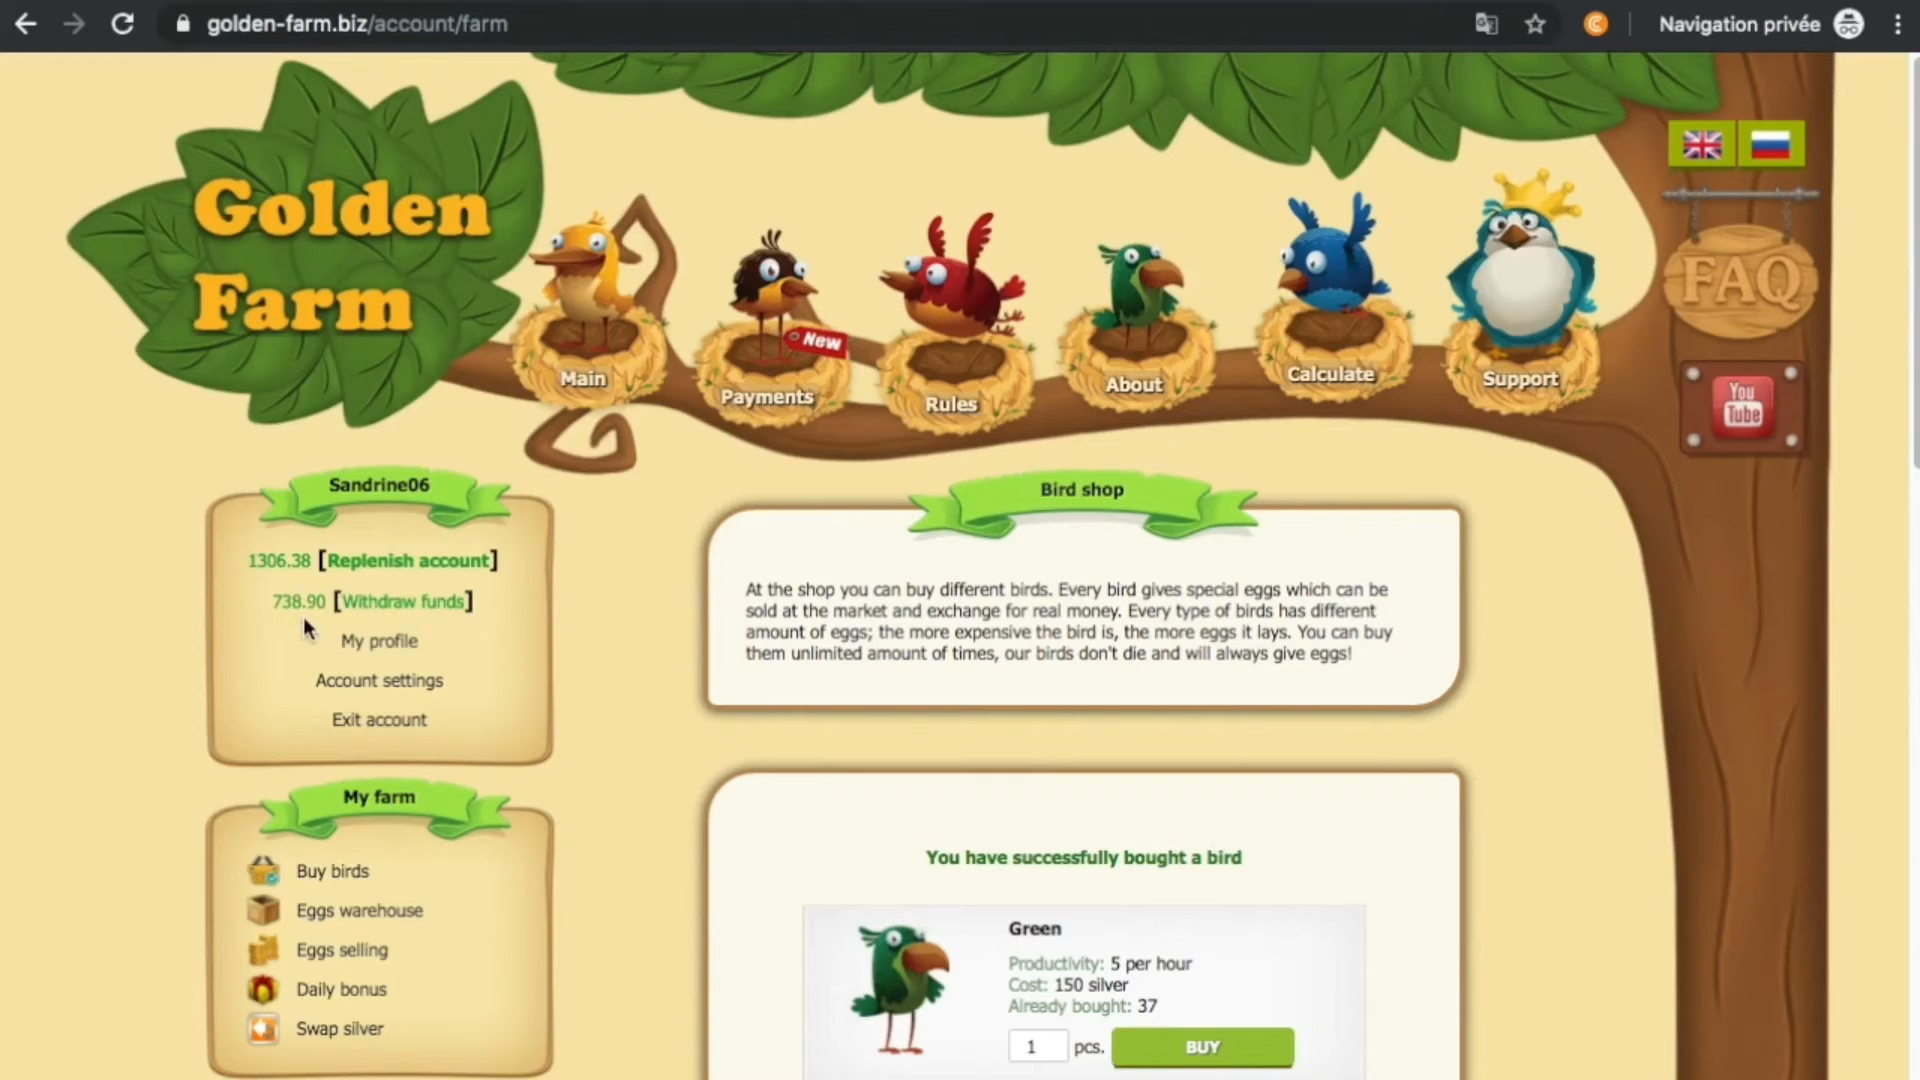 golden-farm.biz/account/farm
Navigation privée
Golden
Farm
Main
Payments
New
Rules
About
Calculate
Support
FAQ
You
Tube
Sandrine06
1306.38 [Replenish account]
738.90 [Withdraw funds]
My profile
Account settings
Exit account
My farm
Buy birds
Eggs warehouse
Eggs selling
Daily bonus
Swap silver
Bird shop
At the shop you can buy different birds. Every bird gives special eggs which can be
sold at the market and exchange for real money. Every type of birds has different
amount of eggs; the more expensive the bird is, the more eggs it lays. You can buy
them unlimited amount of times, our birds don't die and will always give eggs!
You have successfully bought a bird
Green
Productivity: 5 per hour
Cost: 150 silver
Already bought: 37
1 pcs. BUY